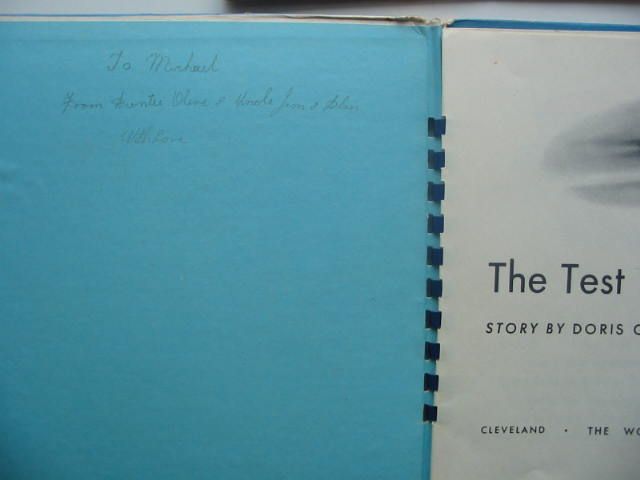 To Michael
From Auntie Olive & Uncle Jim & Alan
With Love
The Test
STORY BY DORIS
CLEVELAND · THE WO